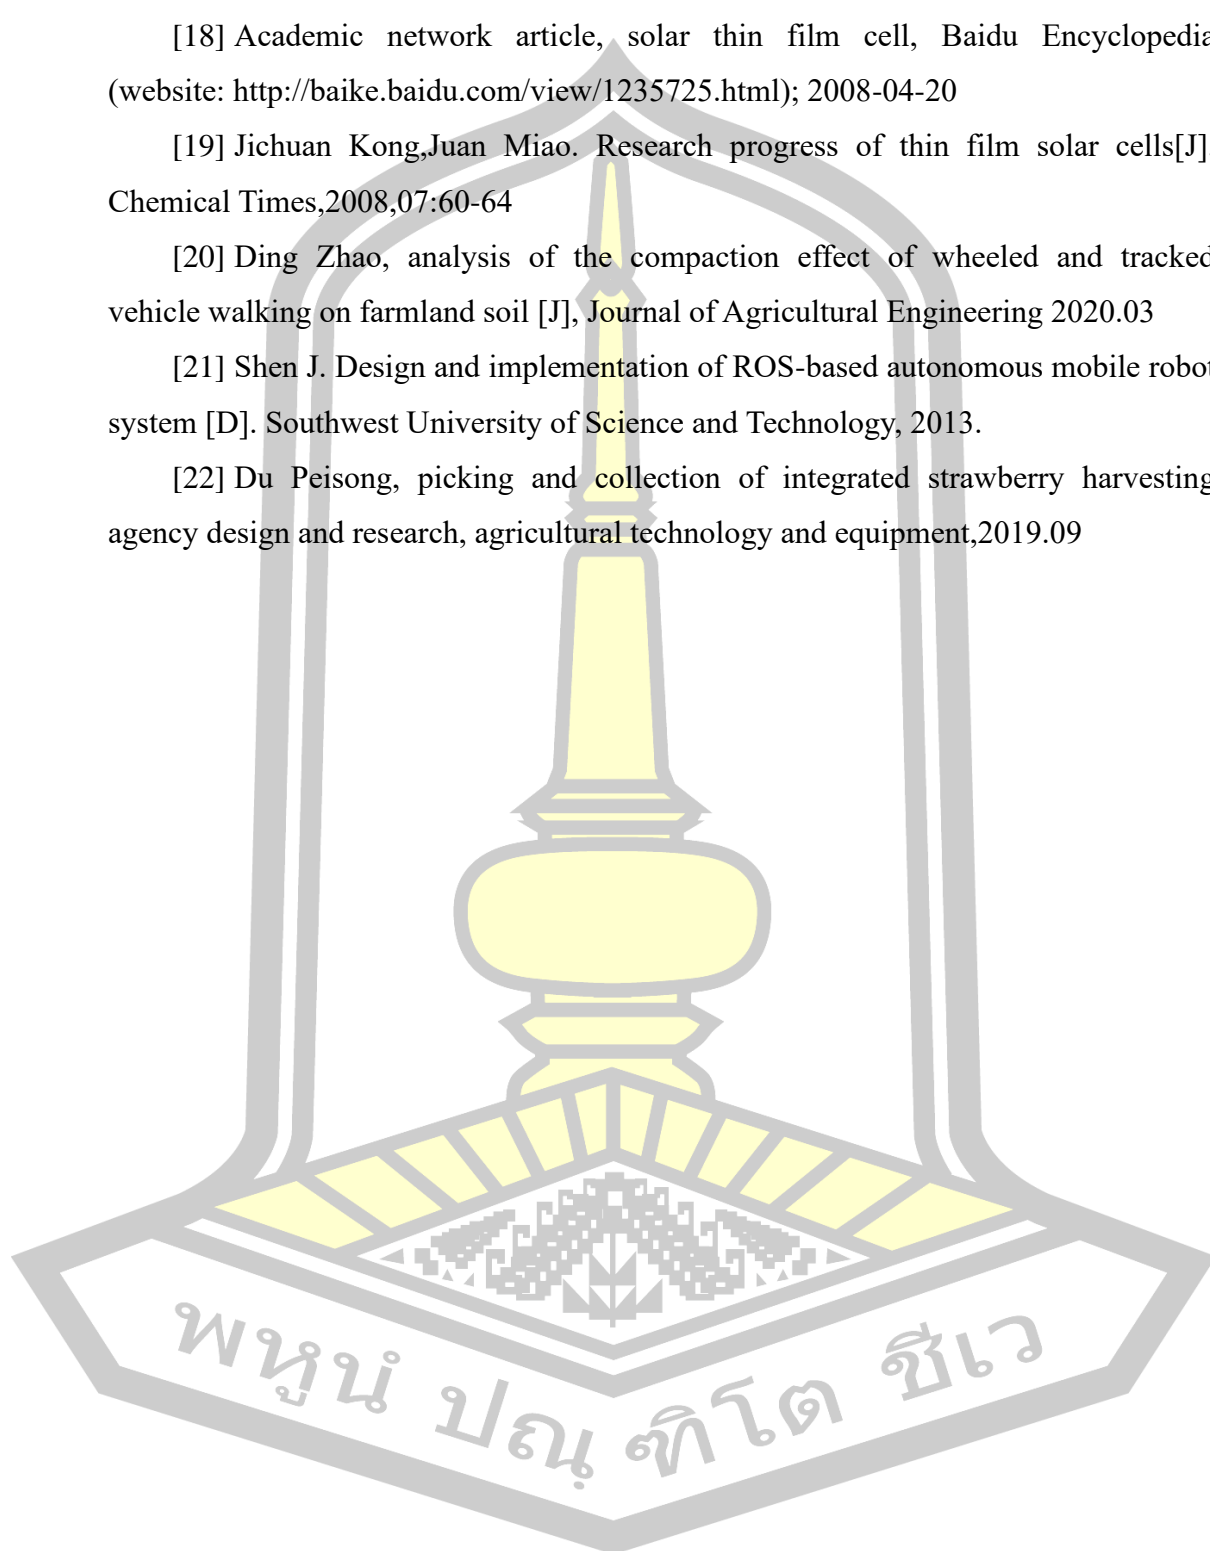 [18] Academic network article, solar thin film cell, Baidu Encyclopedia
(website: http://baike.baidu.com/view/1235725.html); 2008-04-20
[19] Jichuan Kong,Juan Miao. Research progress of thin film solar cells[J].
Chemical Times,2008,07:60-64
[20] Ding Zhao, analysis of the compaction effect of wheeled and tracked
vehicle walking on farmland soil [J], Journal of Agricultural Engineering 2020.03
[21] Shen J. Design and implementation of ROS-based autonomous mobile robot
system [D]. Southwest University of Science and Technology, 2013.
[22] Du Peisong, picking and collection of integrated strawberry harvesting
agency design and research, agricultural technology and equipment,2019.09
พหูนํ ปณฺ ฑิโต ชีเว